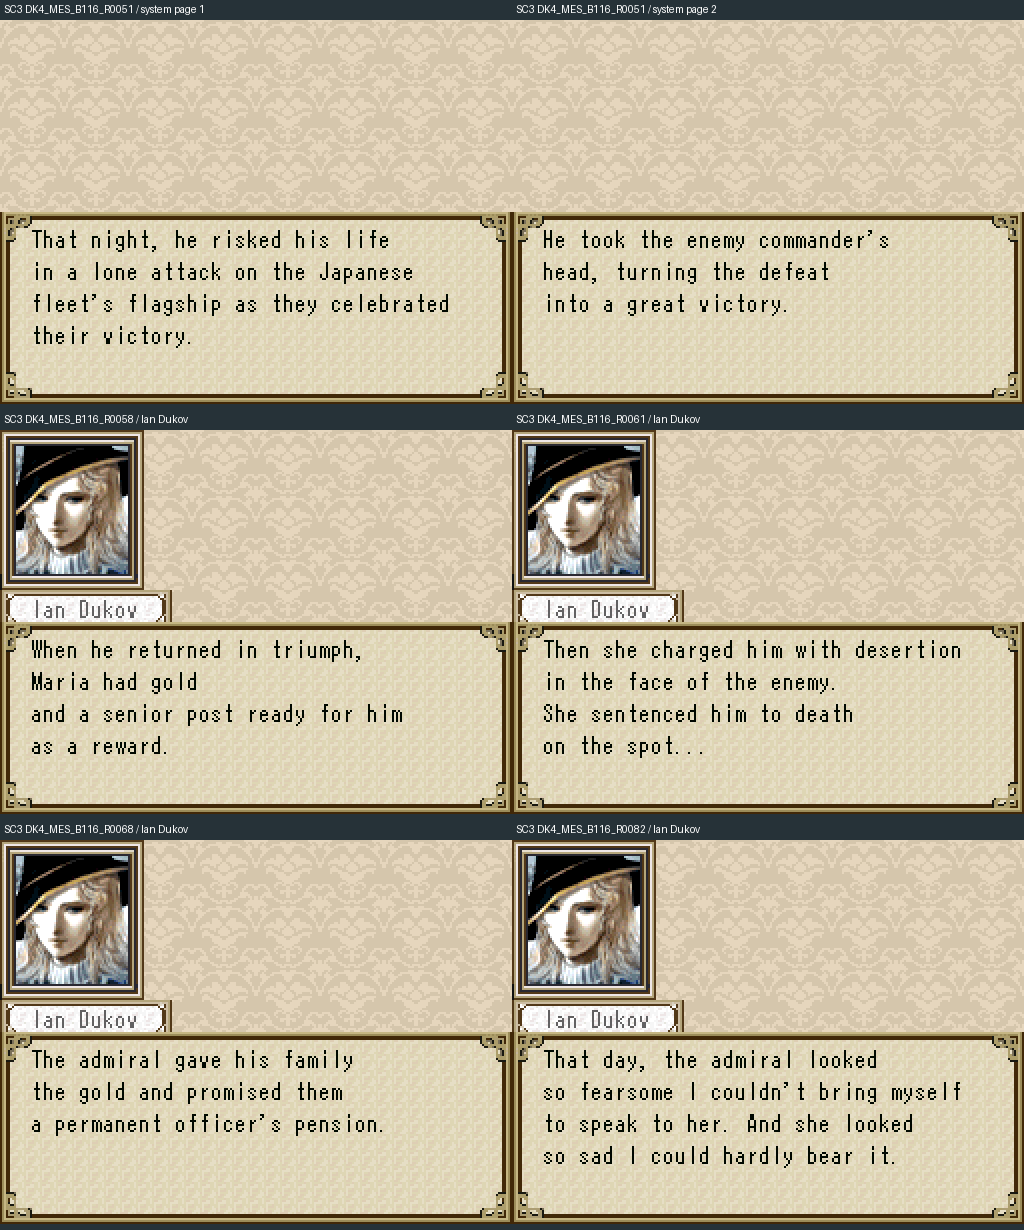 SC3 DK4_MES_B116_R0051 / system page 1
SC3 DK4_MES_B116_R0051 / system page 2
That night, he risked his life
in a lone attack on the Japanese
fleet's flagship as they celebrated
their victory.
He took the enemy commander's
head, turning the defeat
into a great victory.
SC3 DK4_MES_B116_R0058 / Ian Dukov
SC3 DK4_MES_B116_R0061 / Ian Dukov
Ian Dukov
When he returned in triumph,
Maria had gold
and a senior post ready for him
as a reward.
Ian Dukov
Then she charged him with desertion
in the face of the enemy.
She sentenced him to death
on the spot...
SC3 DK4_MES_B116_R0068 / Ian Dukov
SC3 DK4_MES_B116_R0082 / Ian Dukov
Ian Dukov
The admiral gave his family
the gold and promised them
a permanent officer's pension.
Ian Dukov
That day, the admiral looked
so fearsome I couldn't bring myself
to speak to her. And she looked
so sad I could hardly bear it.